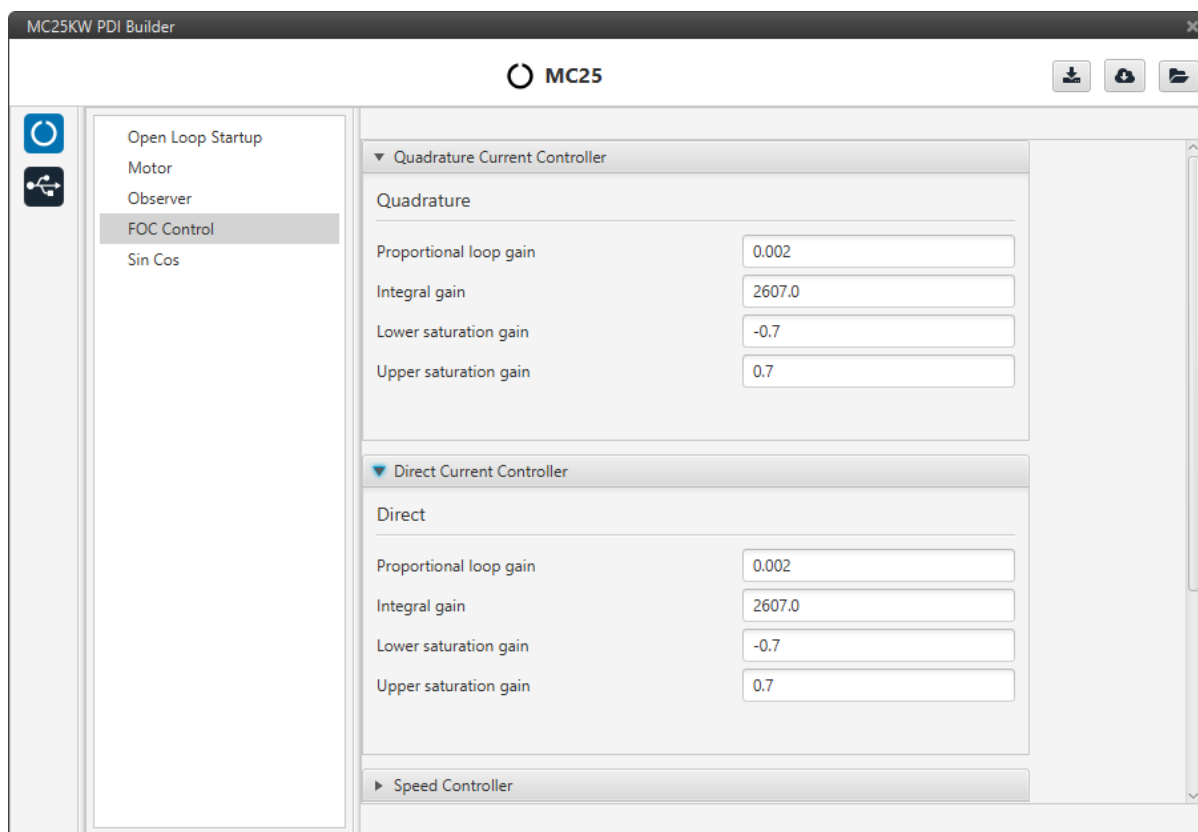 MC25KW PDI Builder
MC25
Open Loop Startup
Motor
Observer
FOC Control
Sin Cos
Quadrature Current Controller
Quadrature
Proportional loop gain 0.002
Integral gain 2607.0
Lower saturation gain -0.7
Upper saturation gain 0.7
Direct Current Controller
Direct
Proportional loop gain 0.002
Integral gain 2607.0
Lower saturation gain -0.7
Upper saturation gain 0.7
Speed Controller